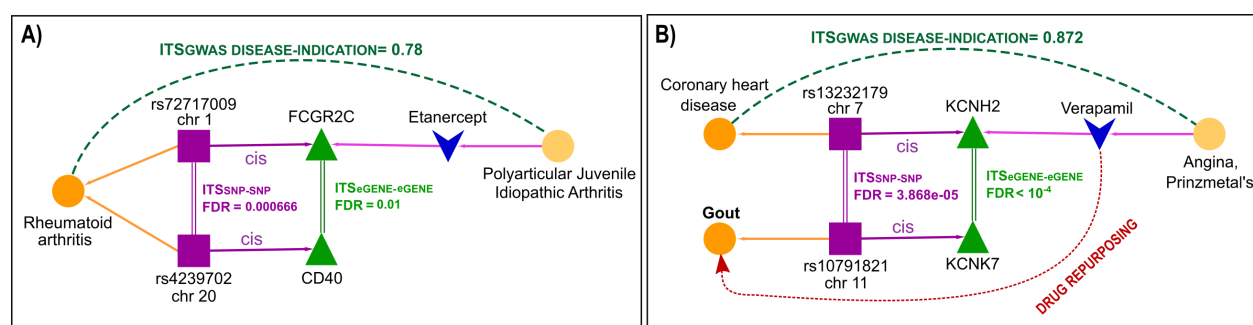 A)
ITSGWAS DISEASE-INDICATION= 0.78
rs72717009
chr 1
FCGR2C
Etanercept
cis
Polyarticular Juvenile
Idiopathic Arthritis
ITSSNP-SNP
FDR = 0.000666
ITSeGENE-eGENE
FDR = 0.01
Rheumatoid
arthritis
cis
rs4239702
chr 20
CD40
B)
ITSGWAS DISEASE-INDICATION= 0.872
Coronary heart
disease
rs13232179
chr 7
KCNH2
Verapamil
cis
Angina,
Prinzmetal's
ITSSNP-SNP
FDR = 3.868e-05
ITSeGENE-eGENE
FDR < 10-4
Gout
cis
rs10791821
chr 11
KCNK7
DRUG REPURPOSING